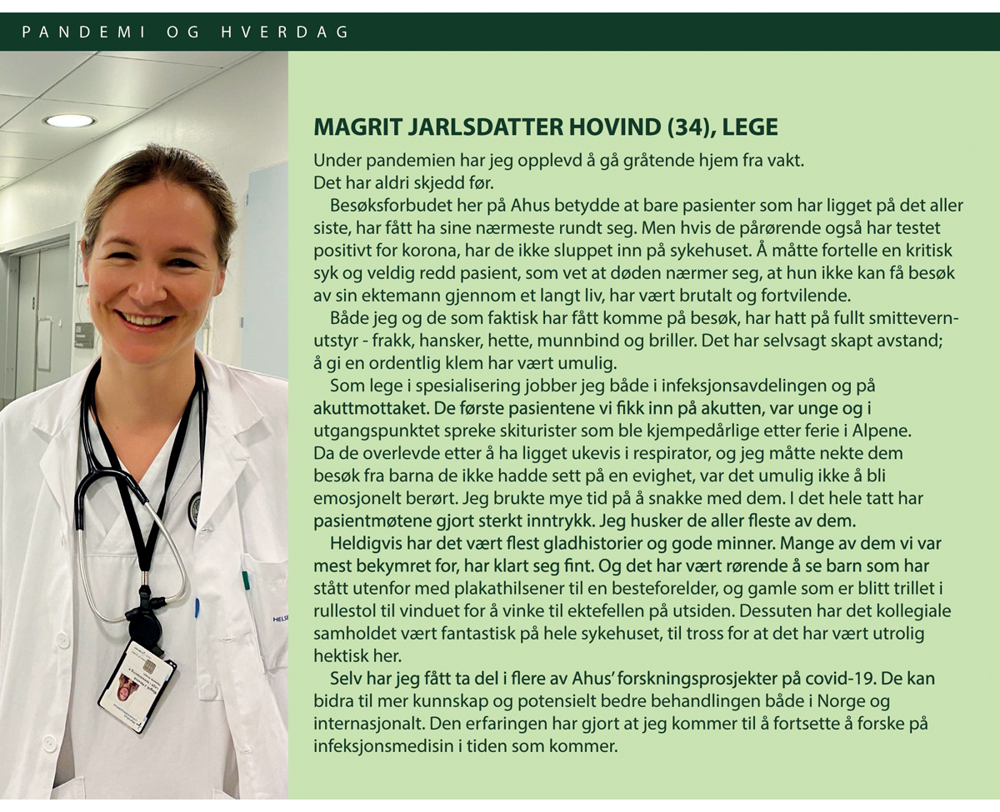 PANDEMI OG HVERDAG
MAGRIT JARLSDATTER HOVIND (34), LEGE
Under pandemien har jeg opplevd å gå gråtende hjem fra vakt.
Det har aldri skjedd før.
Besøksforbudet her på Ahus betydde at bare pasienter som har ligget på det aller
siste, har fått ha sine nærmeste rundt seg. Men hvis de pårørende også har testet
positivt for korona, har de ikke sluppet inn på sykehuset. Å måtte fortelle en kritisk
syk og veldig redd pasient, som vet at døden nærmer seg, at hun ikke kan få besøk
av sin ektemann gjennom et langt liv, har vært brutalt og fortvilende.
Både jeg og de som faktisk har fått komme på besøk, har hatt på fullt smittevern-
utstyr - frakk, hansker, hette, munnbind og briller. Det har selvsagt skapt avstand;
å gi en ordentlig klem har vært umulig.
Som lege i spesialisering jobber jeg både i infeksjonsavdelingen og på
akuttmottaket. De første pasientene vi fikk inn på akutten, var unge og i
utgangspunktet spreke skiturister som ble kjempedårlige etter ferie i Alpene.
Da de overlevde etter å ha ligget ukevis i respirator, og jeg måtte nekte dem
besøk fra barna de ikke hadde sett på en evighet, var det umulig ikke å bli
emosjonelt berørt. Jeg brukte mye tid på å snakke med dem. I det hele tatt har
pasientmøtene gjort sterkt inntrykk. Jeg husker de aller fleste av dem.
Heldigvis har det vært flest gladhistorier og gode minner. Mange av dem vi var
mest bekymret for, har klart seg fint. Og det har vært rørende å se barn som har
stått utenfor med plakathilsener til en besteforelder, og gamle som er blitt trillet i
rullestol til vinduet for å vinke til ektefellen på utsiden. Dessuten har det kollegiale
samholdet vært fantastisk på hele sykehuset, til tross for at det har vært utrolig
hektisk her.
Selv har jeg fått ta del i flere av Ahus’ forskningsprosjekter på covid-19. De kan
bidra til mer kunnskap og potensielt bedre behandlingen både i Norge og
internasjonalt. Den erfaringen har gjort at jeg kommer til å fortsette å forske på
infeksjonsmedisin i tiden som kommer.